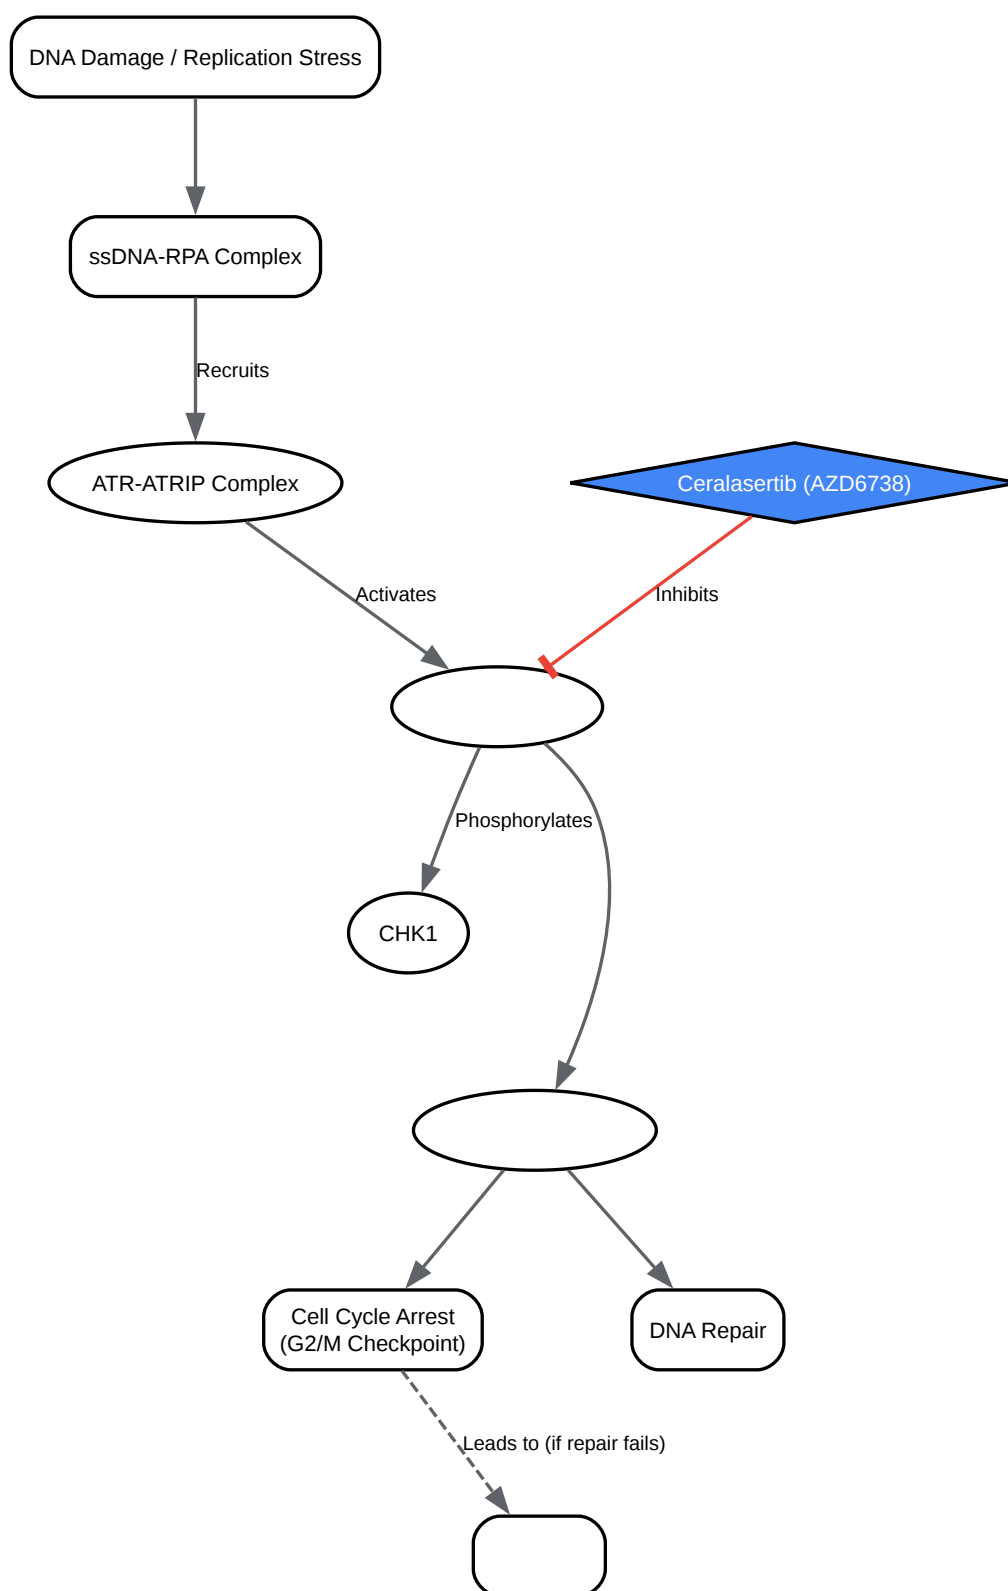 DNA Damage / Replication Stress
ssDNA-RPA Complex
Recruits
ATR-ATRIP Complex
Ceralasertib (AZD6738)
Activates
Inhibits
Phosphorylates
CHK1
Cell Cycle Arrest
(G2/M Checkpoint)
DNA Repair
Leads to (if repair fails)